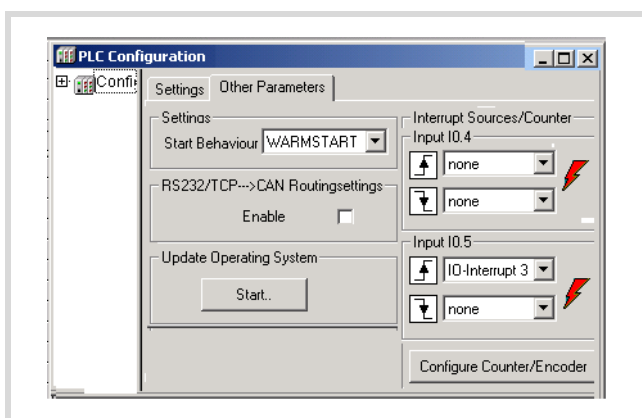 PLC Configuration
Confi
Settings
Other Parameters
Settings
Start Behaviour WARMSTART
RS232/TCP--->CAN Routingsettings
Enable
Update Operating System
Start..
Interrupt Sources/Counter
Input I0.4
none
none
Input I0.5
IO-Interrupt 3
none
Configure Counter/Encoder